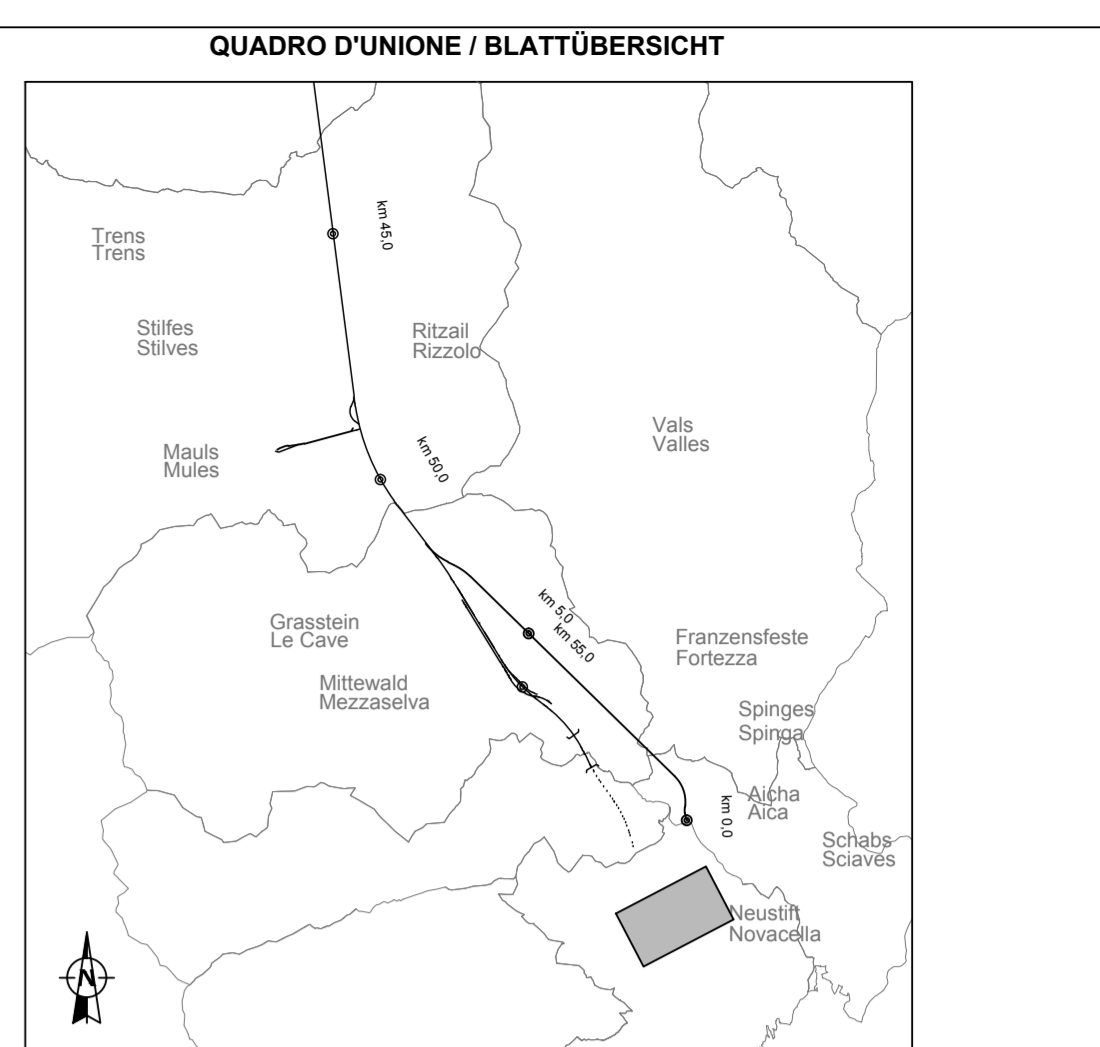 QUADRO D'UNIONE / BLATTÜBERSICHT
km 45,0
Trens
Trens
Stilfes
Stilves
Ritzail
Rizzolo
Mauls
Mules
km 50,0
Vals
Valles
Grasstein
Le Cave
km 5,0
km 55,0
Franzensfeste
Fortezza
Mittewald
Mezzaselva
Spinges
Spinga
Aicha
Aica
km 0,0
Schabs
Sciaves
Neustift
Novacella
N